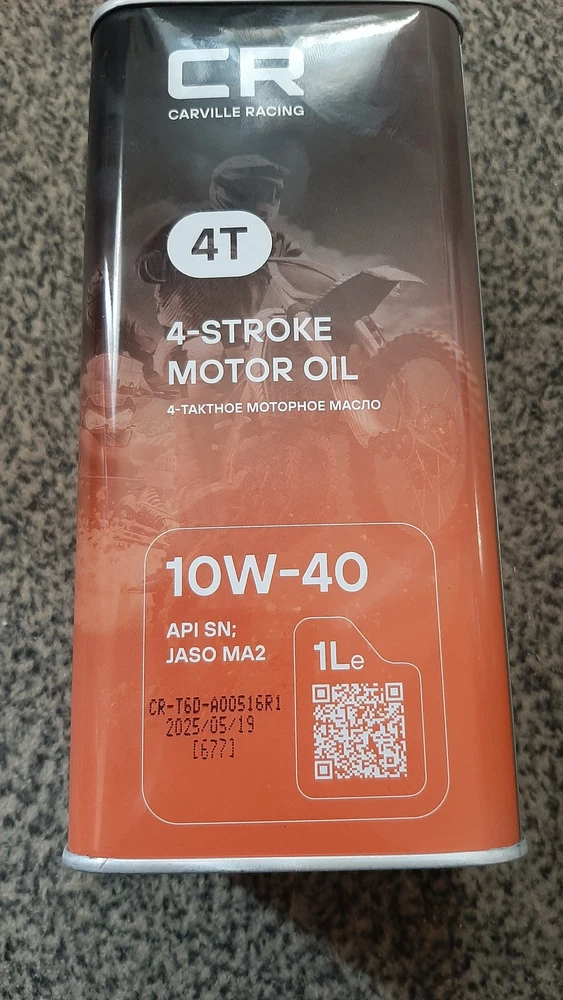 CR
CARVILLE RACING
4T
4-STROKE
MOTOR OIL
4-ТАКТНОЕ МОТОРНОЕ МАСЛО
10W-40
API SN;
JASO MA2
1Le
CR-T60-A00516R1
2025/05/19
[677]